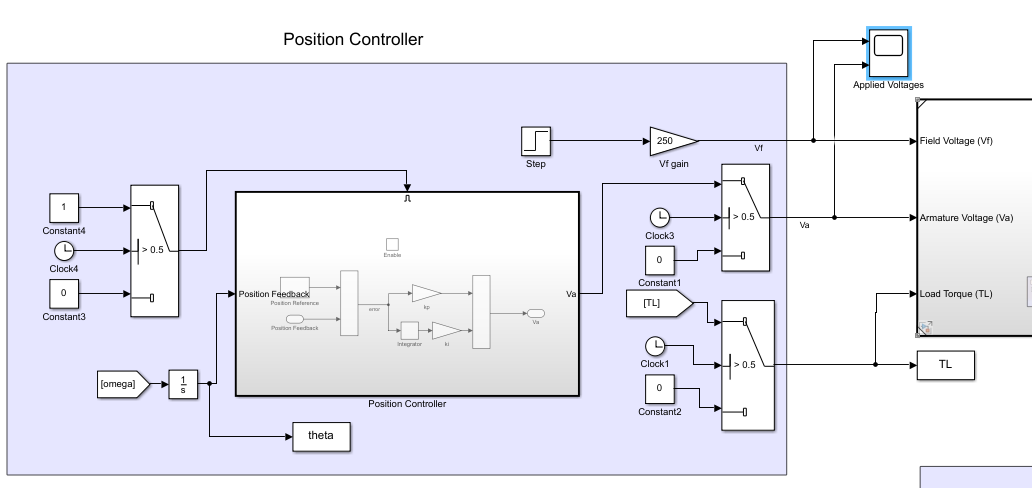 Position Controller
Applied Voltages
Step
250
Vf gain
Vf
Field Voltage (Vf)
1
Constant4
> 0.5
Clock4
0
Constant3
Enable
Position Feedback
Position Reference
Position Feedback
error
kp
Integrator
ki
Va
Va
Position Controller
Clock3
> 0.5
Va
Armature Voltage (Va)
0
Constant1
[TL]
Load Torque (TL)
Clock1
> 0.5
TL
0
Constant2
[omega]
1
s
theta